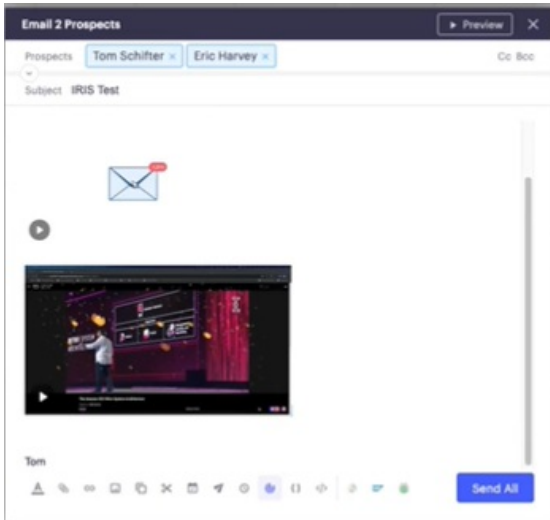 Email 2 Prospects
Preview
Prospects Tom Schifter × Eric Harvey × Cc Bcc
Subject IRIS Test
Tom
Send All